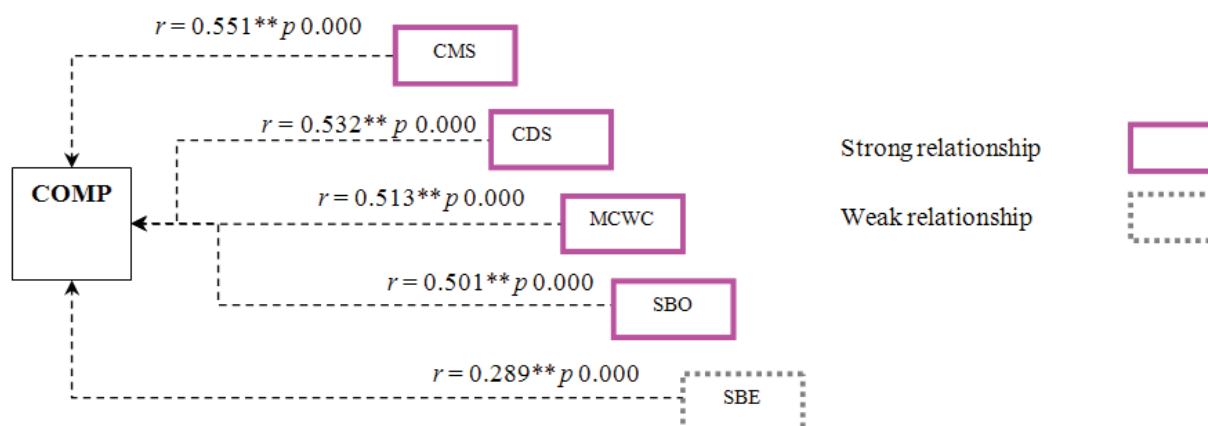 r = 0.551** p 0.000
CMS
r = 0.532** p 0.000
CDS
Strong relationship
COMP
r = 0.513** p 0.000
MCWC
Weak relationship
r = 0.501** p 0.000
SBO
r = 0.289** p 0.000
SBE